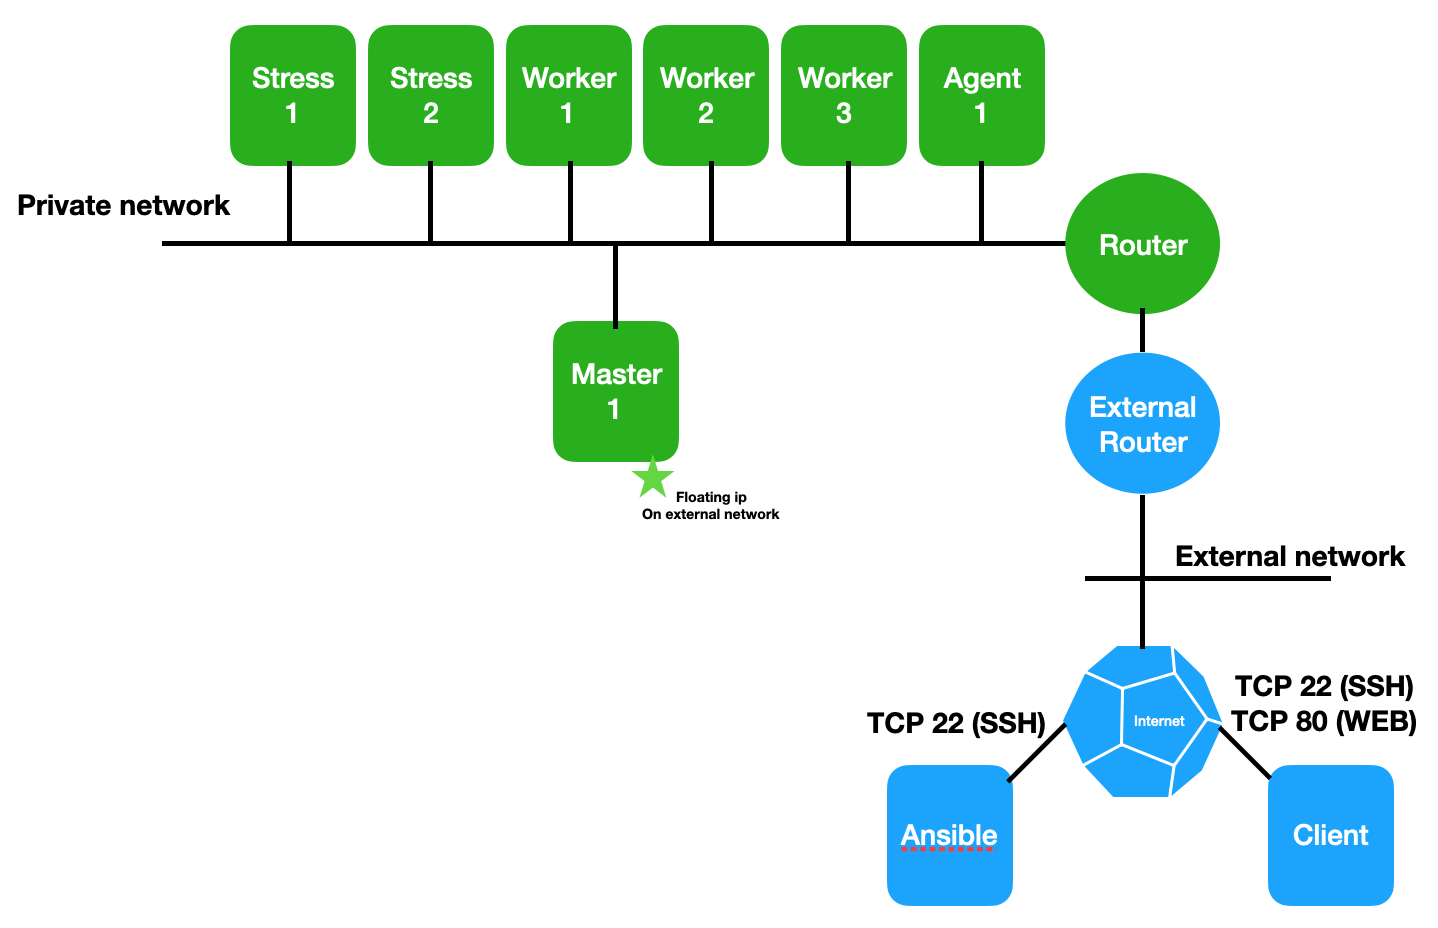 Stress
1
Stress
2
Worker
1
Worker
2
Worker
3
Agent
1
Private network
Router
Master
1
Floating ip
On external network
External
Router
External network
Internet
TCP 22 (SSH)
TCP 22 (SSH)
TCP 80 (WEB)
Ansible
Client